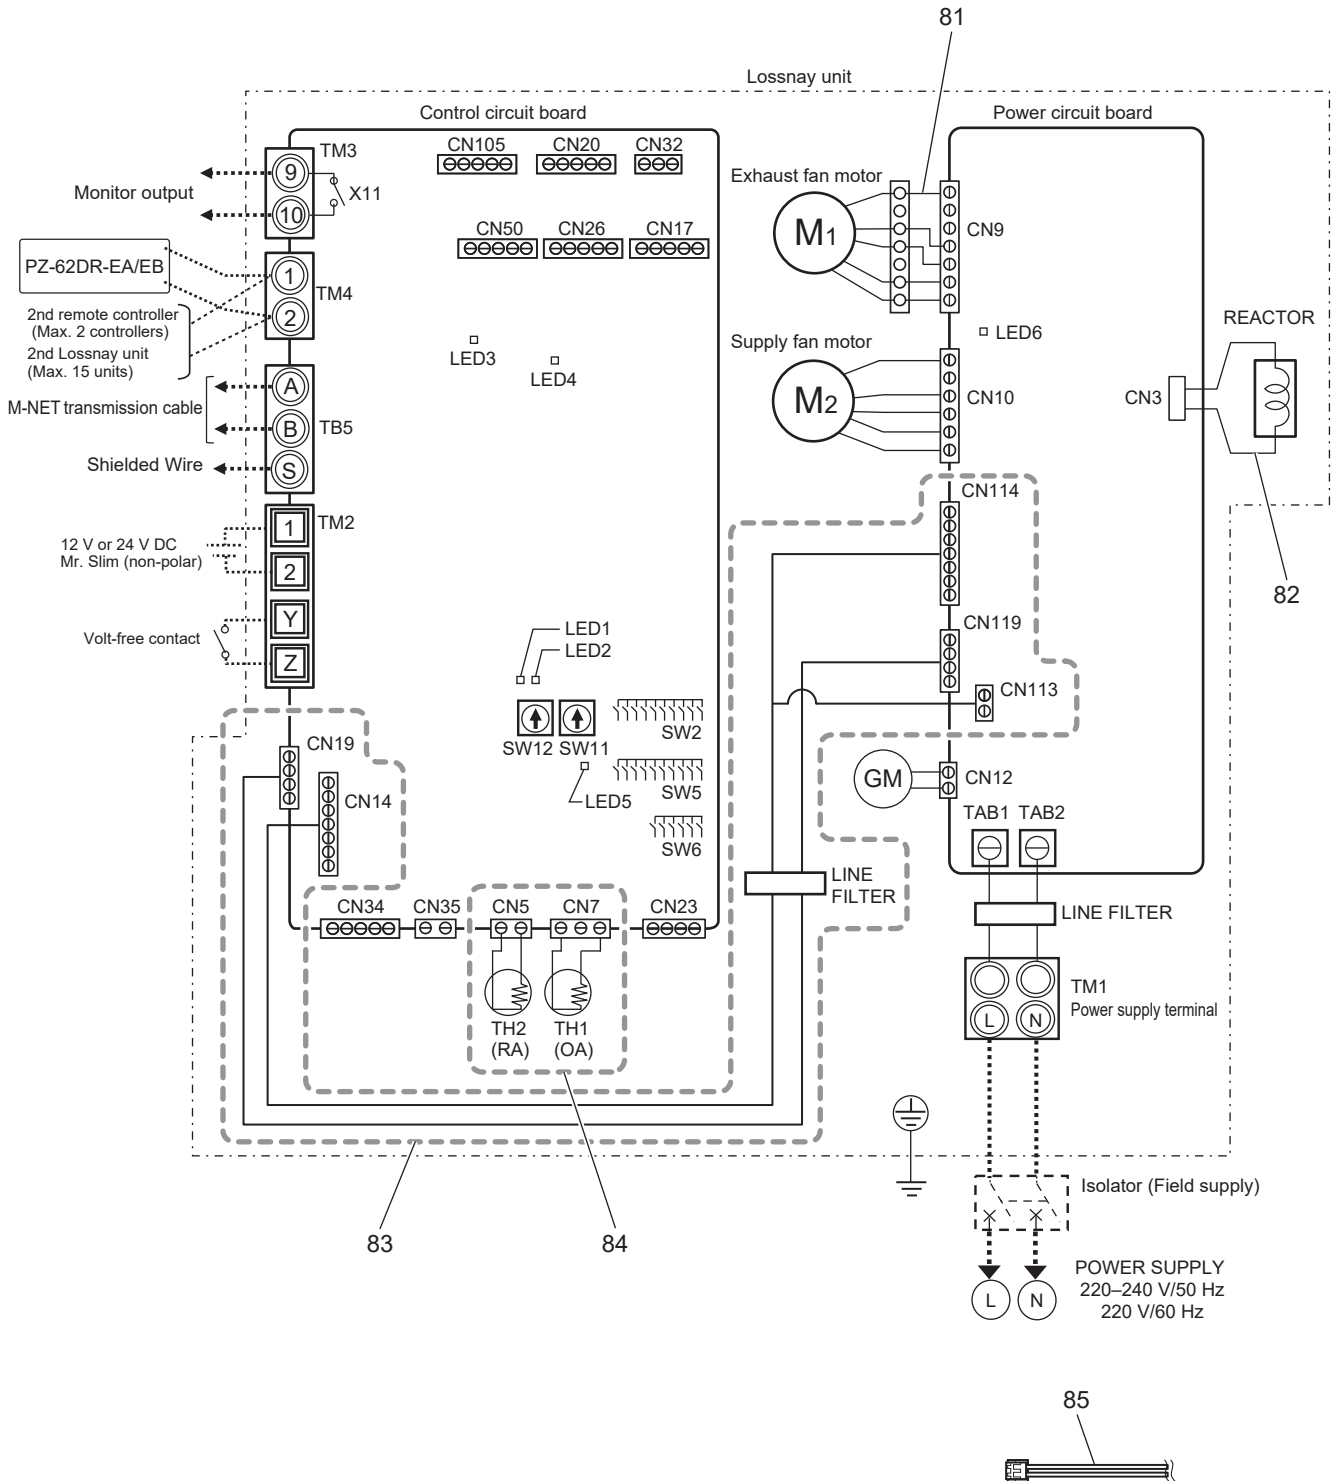 81
Lossnay unit
Control circuit board
Power circuit board
TM3
CN105
CN20
CN32
9
10
X11
Monitor output
Exhaust fan motor
M1
CN9
CN50
CN26
CN17
PZ-62DR-EA/EB
1
2
TM4
2nd remote controller
(Max. 2 controllers)
2nd Lossnay unit
(Max. 15 units)
LED3
LED4
LED6
REACTOR
Supply fan motor
M2
CN10
CN3
A
B
S
M-NET transmission cable
TB5
Shielded Wire
CN114
82
1
2
Y
Z
TM2
12 V or 24 V DC
Mr. Slim (non-polar)
Volt-free contact
LED1
LED2
CN119
CN113
SW12
SW11
SW2
SW5
SW6
LED5
CN19
CN14
GM
CN12
TAB1
TAB2
LINE
FILTER
LINE FILTER
CN34
CN35
CN5
CN7
CN23
TH2
(RA)
TH1
(OA)
TM1
Power supply terminal
L
N
83
84
Isolator (Field supply)
L
N
POWER SUPPLY
220–240 V/50 Hz
220 V/60 Hz
85